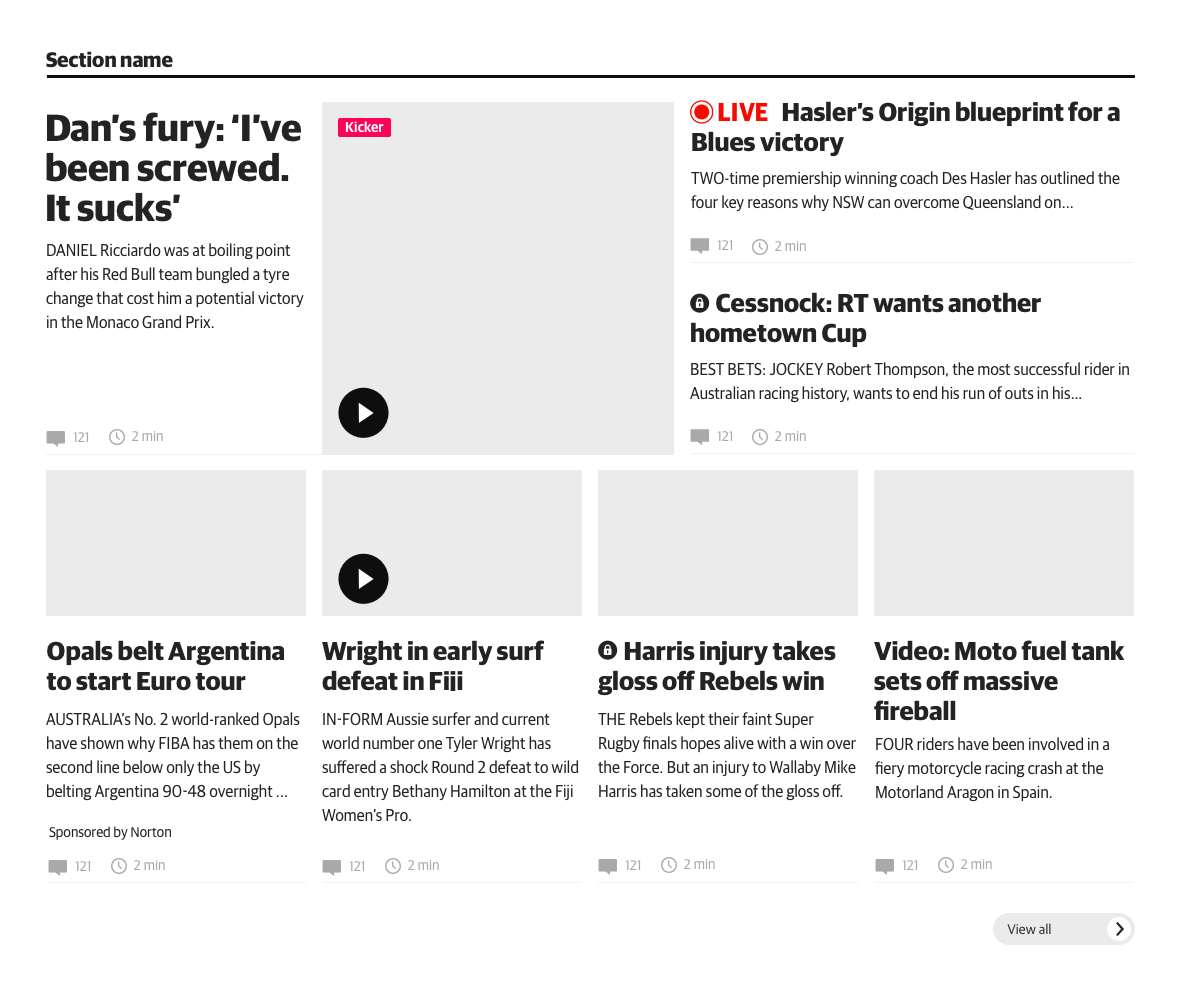 Section name
Dan's fury: ‘I’ve
been screwed.
It sucks’
DANIEL Ricciardo was at boiling point
after his Red Bull team bungled a tyre
change that cost him a potential victory
in the Monaco Grand Prix.
121 2 min
Kicker
LIVE Hasler’s Origin blueprint for a
Blues victory
TWO-time premiership winning coach Des Hasler has outlined the
four key reasons why NSW can overcome Queensland on...
121 2 min
Cessnock: RT wants another
hometown Cup
BEST BETS: JOCKEY Robert Thompson, the most successful rider in
Australian racing history, wants to end his run of outs in his...
121 2 min
Opals belt Argentina
to start Euro tour
AUSTRALIA’s No. 2 world-ranked Opals
have shown why FIBA has them on the
second line below only the US by
belting Argentina 90-48 overnight ...
Sponsored by Norton
121 2 min
Wright in early surf
defeat in Fiji
IN-FORM Aussie surfer and current
world number one Tyler Wright has
suffered a shock Round 2 defeat to wild
card entry Bethany Hamilton at the Fiji
Women’s Pro.
121 2 min
Harris injury takes
gloss off Rebels win
THE Rebels kept their faint Super
Rugby finals hopes alive with a win over
the Force. But an injury to Wallaby Mike
Harris has taken some of the gloss off.
121 2 min
Video: Moto fuel tank
sets off massive
fireball
FOUR riders have been involved in a
fiery motorcycle racing crash at the
Motorland Aragon in Spain.
121 2 min
View all